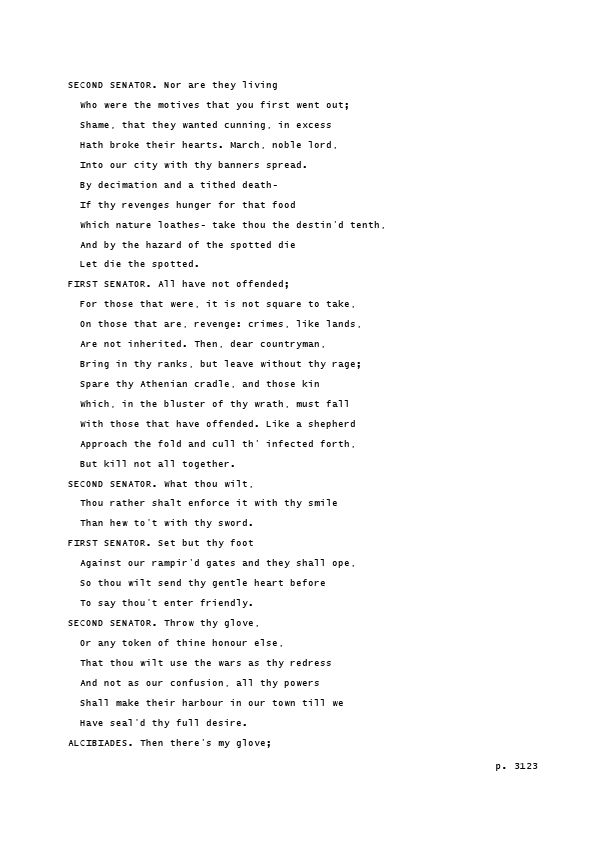 SECOND SENATOR. Nor are they living
Who were the motives that you first went out;
Shame, that they wanted cunning, in excess
Hath broke their hearts. March, noble lord,
Into our city with thy banners spread.
By decimation and a tithed death-
If thy revenges hunger for that food
Which nature loathes- take thou the destin'd tenth,
And by the hazard of the spotted die
Let die the spotted.
FIRST SENATOR. All have not offended;
For those that were, it is not square to take,
On those that are, revenge: crimes, like lands,
Are not inherited. Then, dear countryman,
Bring in thy ranks, but leave without thy rage;
Spare thy Athenian cradle, and those kin
Which, in the bluster of thy wrath, must fall
With those that have offended. Like a shepherd
Approach the fold and cull th' infected forth,
But kill not all together.
SECOND SENATOR. What thou wilt,
Thou rather shalt enforce it with thy smile
Than hew to't with thy sword.
FIRST SENATOR. Set but thy foot
Against our rampir'd gates and they shall ope,
So thou wilt send thy gentle heart before
To say thou't enter friendly.
SECOND SENATOR. Throw thy glove,
Or any token of thine honour else,
That thou wilt use the wars as thy redress
And not as our confusion, all thy powers
Shall make their harbour in our town till we
Have seal'd thy full desire.
ALCIBIADES. Then there's my glove;
p. 3123